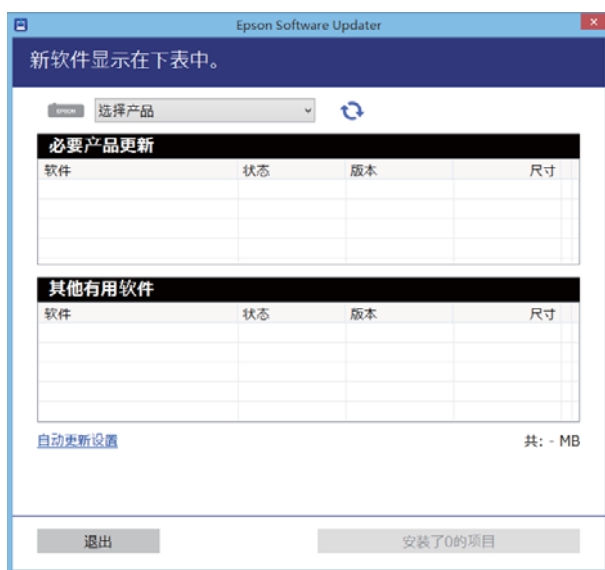 Epson Software Updater
新软件显示在下表中。
EPSON 选择产品
必要产品更新
软件 状态 版本 尺寸
其他有用软件
软件 状态 版本 尺寸
自动更新设置 共: - MB
退出 安装了0的项目